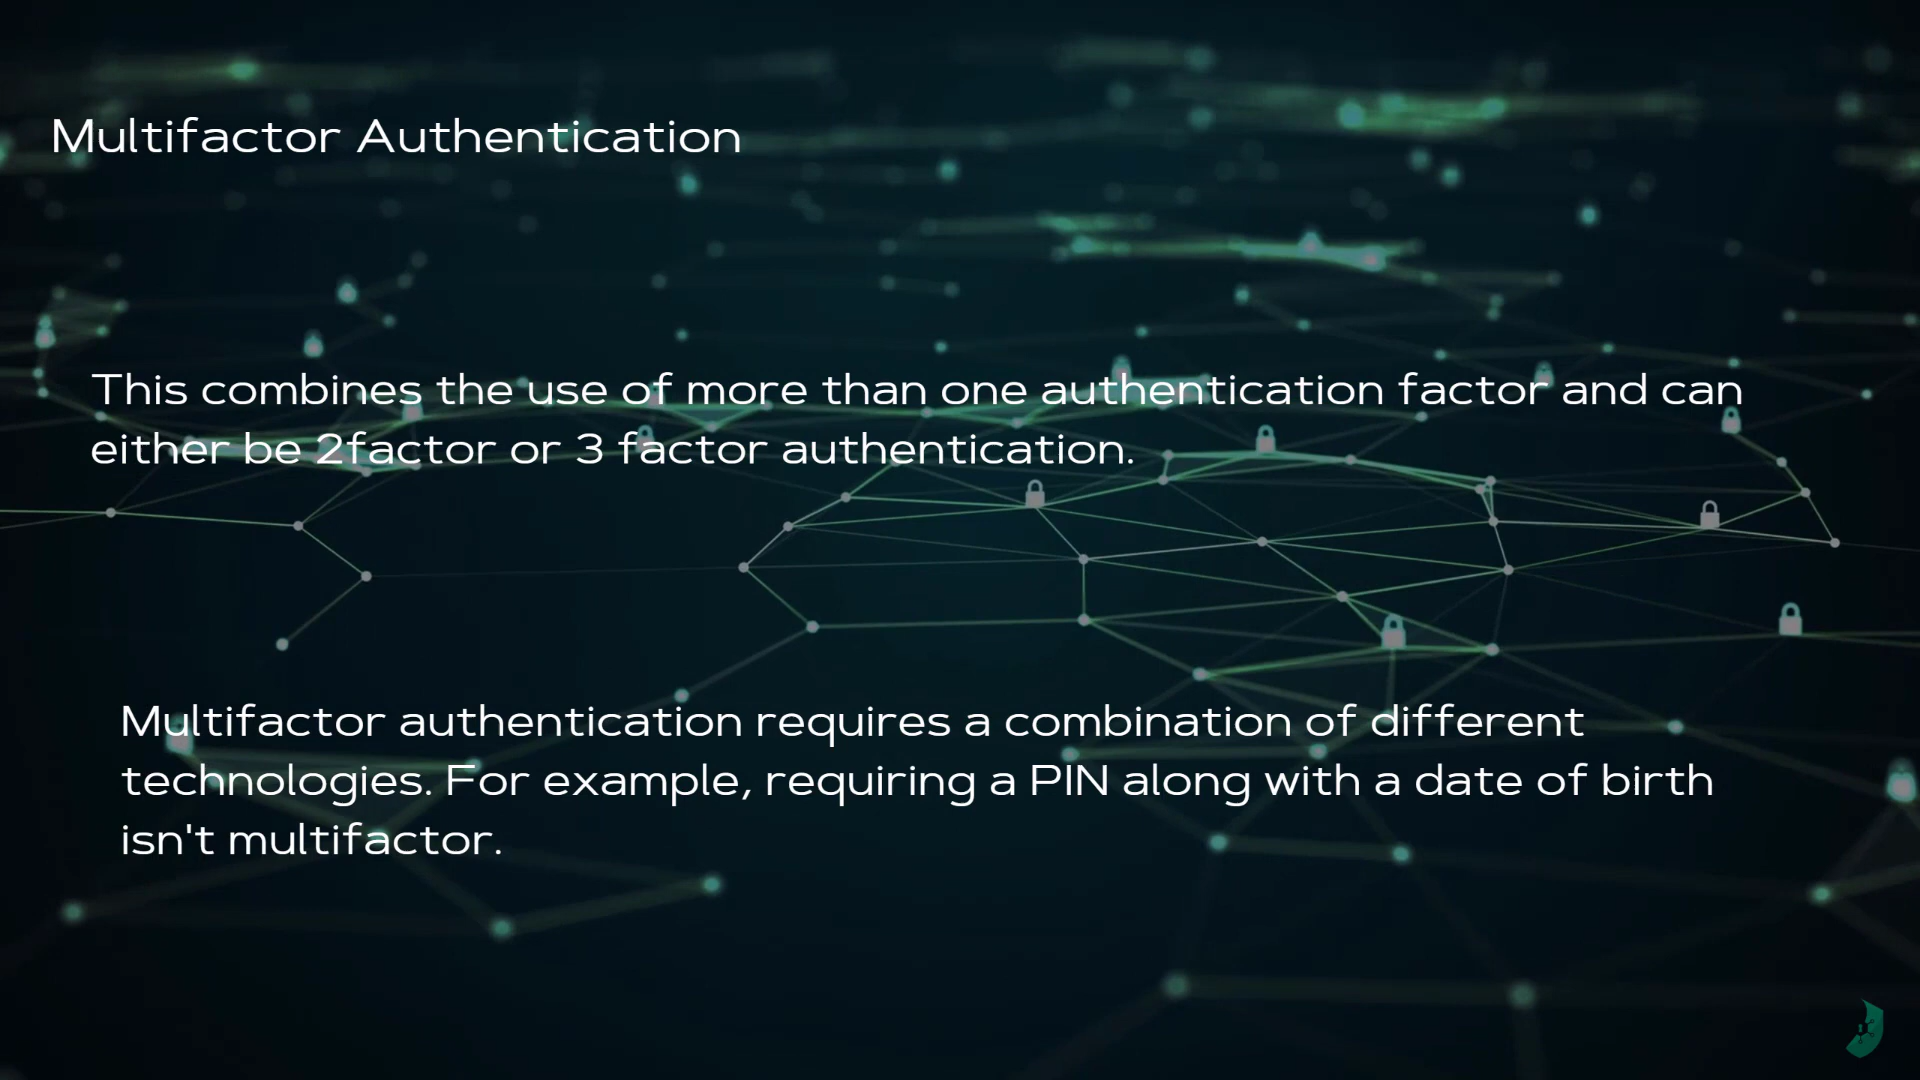 Multifactor Authentication
This combines the use of more than one authentication factor and can
either be 2factor or 3 factor authentication.
Multifactor authentication requires a combination of different
technologies. For example, requiring a PIN along with a date of birth
isn't multifactor.